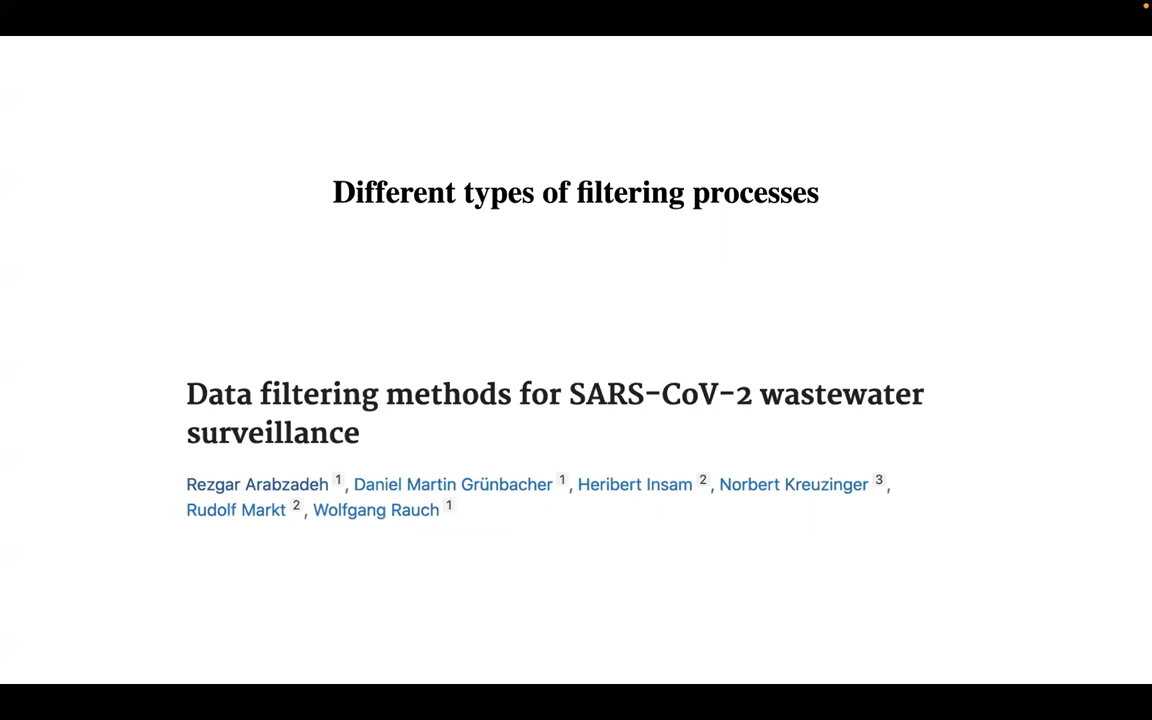 Different types of filtering processes
Data filtering methods for SARS-CoV-2 wastewater
surveillance
Rezgar Arabzadeh 1, Daniel Martin Grünbacher 1, Heribert Insam 2, Norbert Kreuzinger 3,
Rudolf Markt 2, Wolfgang Rauch 1